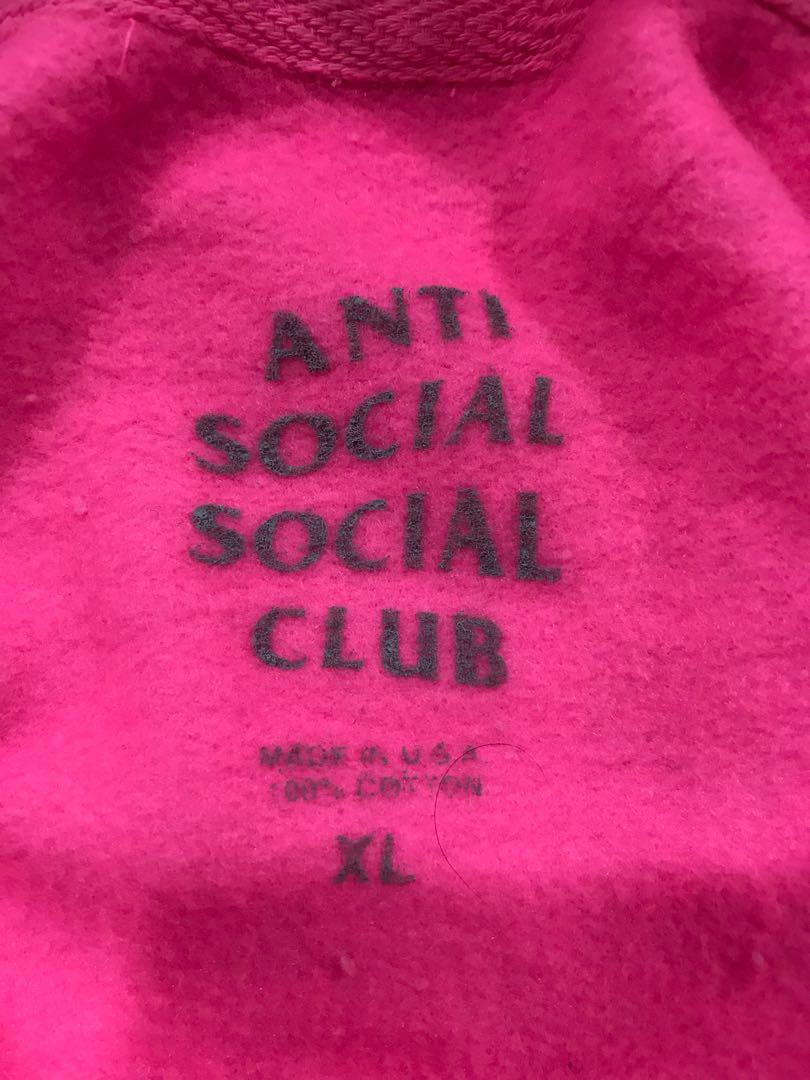 ANTI
SOCIAL
SOCIAL
CLUB
MADE IN U.S.A.
100% COTTON
XL